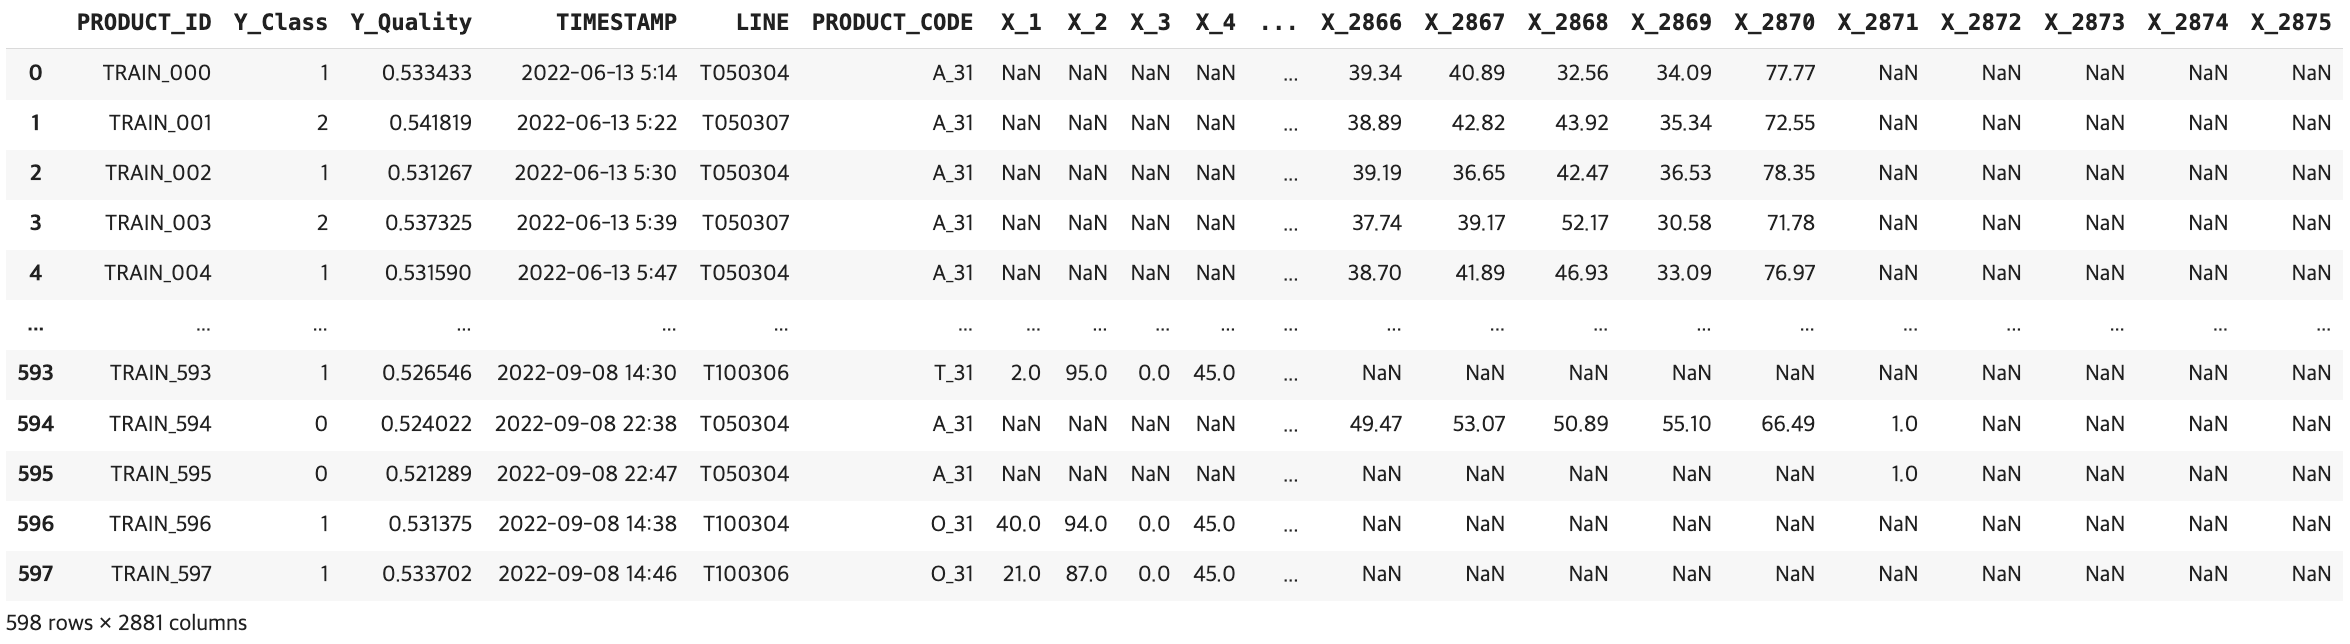 PRODUCT_ID Y_Class Y_Quality TIMESTAMP LINE PRODUCT_CODE X_1 X_2 X_3 X_4 ... X_2866 X_2867 X_2868 X_2869 X_2870 X_2871 X_2872 X_2873 X_2874 X_2875
0 TRAIN_000 1 0.533433 2022-06-13 5:14 T050304 A_31 NaN NaN NaN NaN ... 39.34 40.89 32.56 34.09 77.77 NaN NaN NaN NaN NaN
1 TRAIN_001 2 0.541819 2022-06-13 5:22 T050307 A_31 NaN NaN NaN NaN ... 38.89 42.82 43.92 35.34 72.55 NaN NaN NaN NaN NaN
2 TRAIN_002 1 0.531267 2022-06-13 5:30 T050304 A_31 NaN NaN NaN NaN ... 39.19 36.65 42.47 36.53 78.35 NaN NaN NaN NaN NaN
3 TRAIN_003 2 0.537325 2022-06-13 5:39 T050307 A_31 NaN NaN NaN NaN ... 37.74 39.17 52.17 30.58 71.78 NaN NaN NaN NaN NaN
4 TRAIN_004 1 0.531590 2022-06-13 5:47 T050304 A_31 NaN NaN NaN NaN ... 38.70 41.89 46.93 33.09 76.97 NaN NaN NaN NaN NaN
... ... ... ... ... ... ... ... ... ... ... ... ... ... ... ... ... ... ... ... ... ...
593 TRAIN_593 1 0.526546 2022-09-08 14:30 T100306 T_31 2.0 95.0 0.0 45.0 ... NaN NaN NaN NaN NaN NaN NaN NaN NaN NaN
594 TRAIN_594 0 0.524022 2022-09-08 22:38 T050304 A_31 NaN NaN NaN NaN ... 49.47 53.07 50.89 55.10 66.49 1.0 NaN NaN NaN NaN
595 TRAIN_595 0 0.521289 2022-09-08 22:47 T050304 A_31 NaN NaN NaN NaN ... NaN NaN NaN NaN NaN 1.0 NaN NaN NaN NaN
596 TRAIN_596 1 0.531375 2022-09-08 14:38 T100304 O_31 40.0 94.0 0.0 45.0 ... NaN NaN NaN NaN NaN NaN NaN NaN NaN NaN
597 TRAIN_597 1 0.533702 2022-09-08 14:46 T100306 O_31 21.0 87.0 0.0 45.0 ... NaN NaN NaN NaN NaN NaN NaN NaN NaN NaN
598 rows × 2881 columns